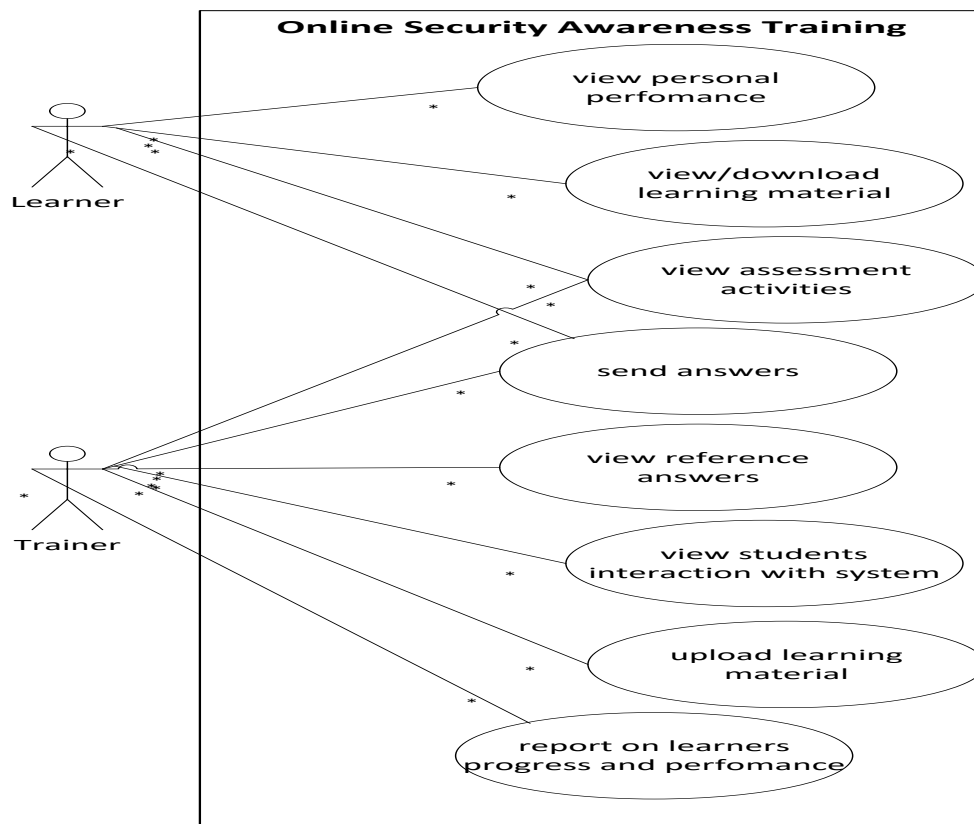 Online Security Awareness Training
view personal
perfomance
*
*
*
*
*
Learner
view/download
learning material
*
view assessment
activities
*
*
*
send answers
*
view reference
answers
*
*
*
*
*
*
*
Trainer
view students
interaction with system
*
upload learning
material
*
*
report on learners
progress and perfomance